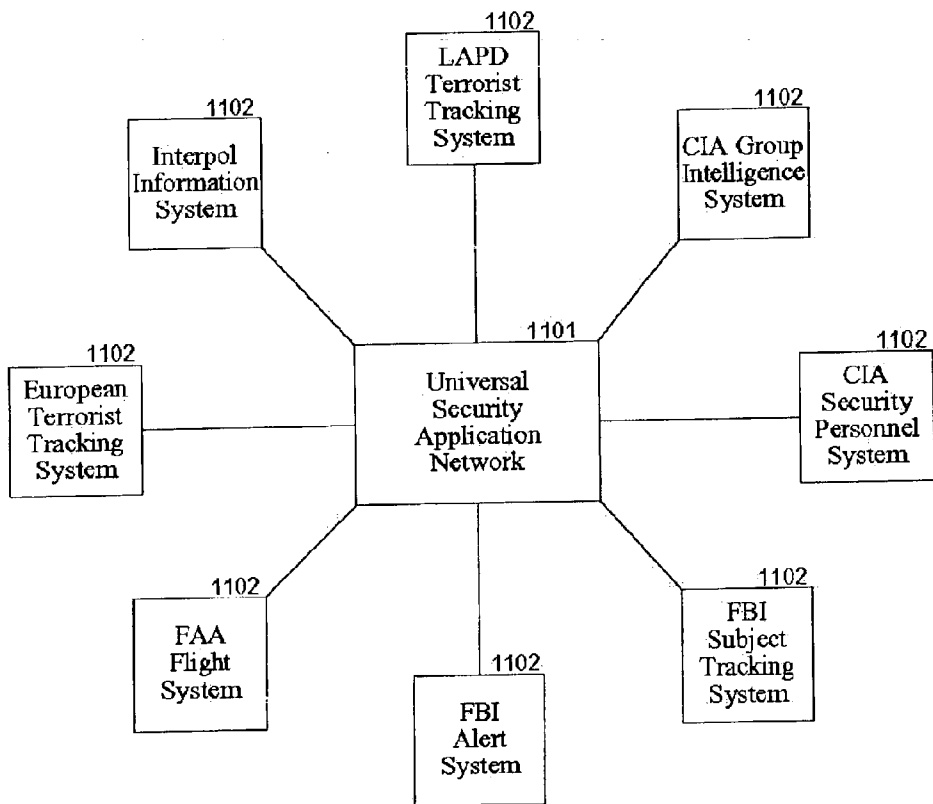 1102
LAPD
Terrorist
Tracking
System
1102
Interpol
Information
System
1102
CIA Group
Intelligence
System
1101
Universal
Security
Application
Network
1102
European
Terrorist
Tracking
System
1102
CIA
Security
Personnel
System
1102
FAA
Flight
System
1102
FBI
Alert
System
1102
FBI
Subject
Tracking
System